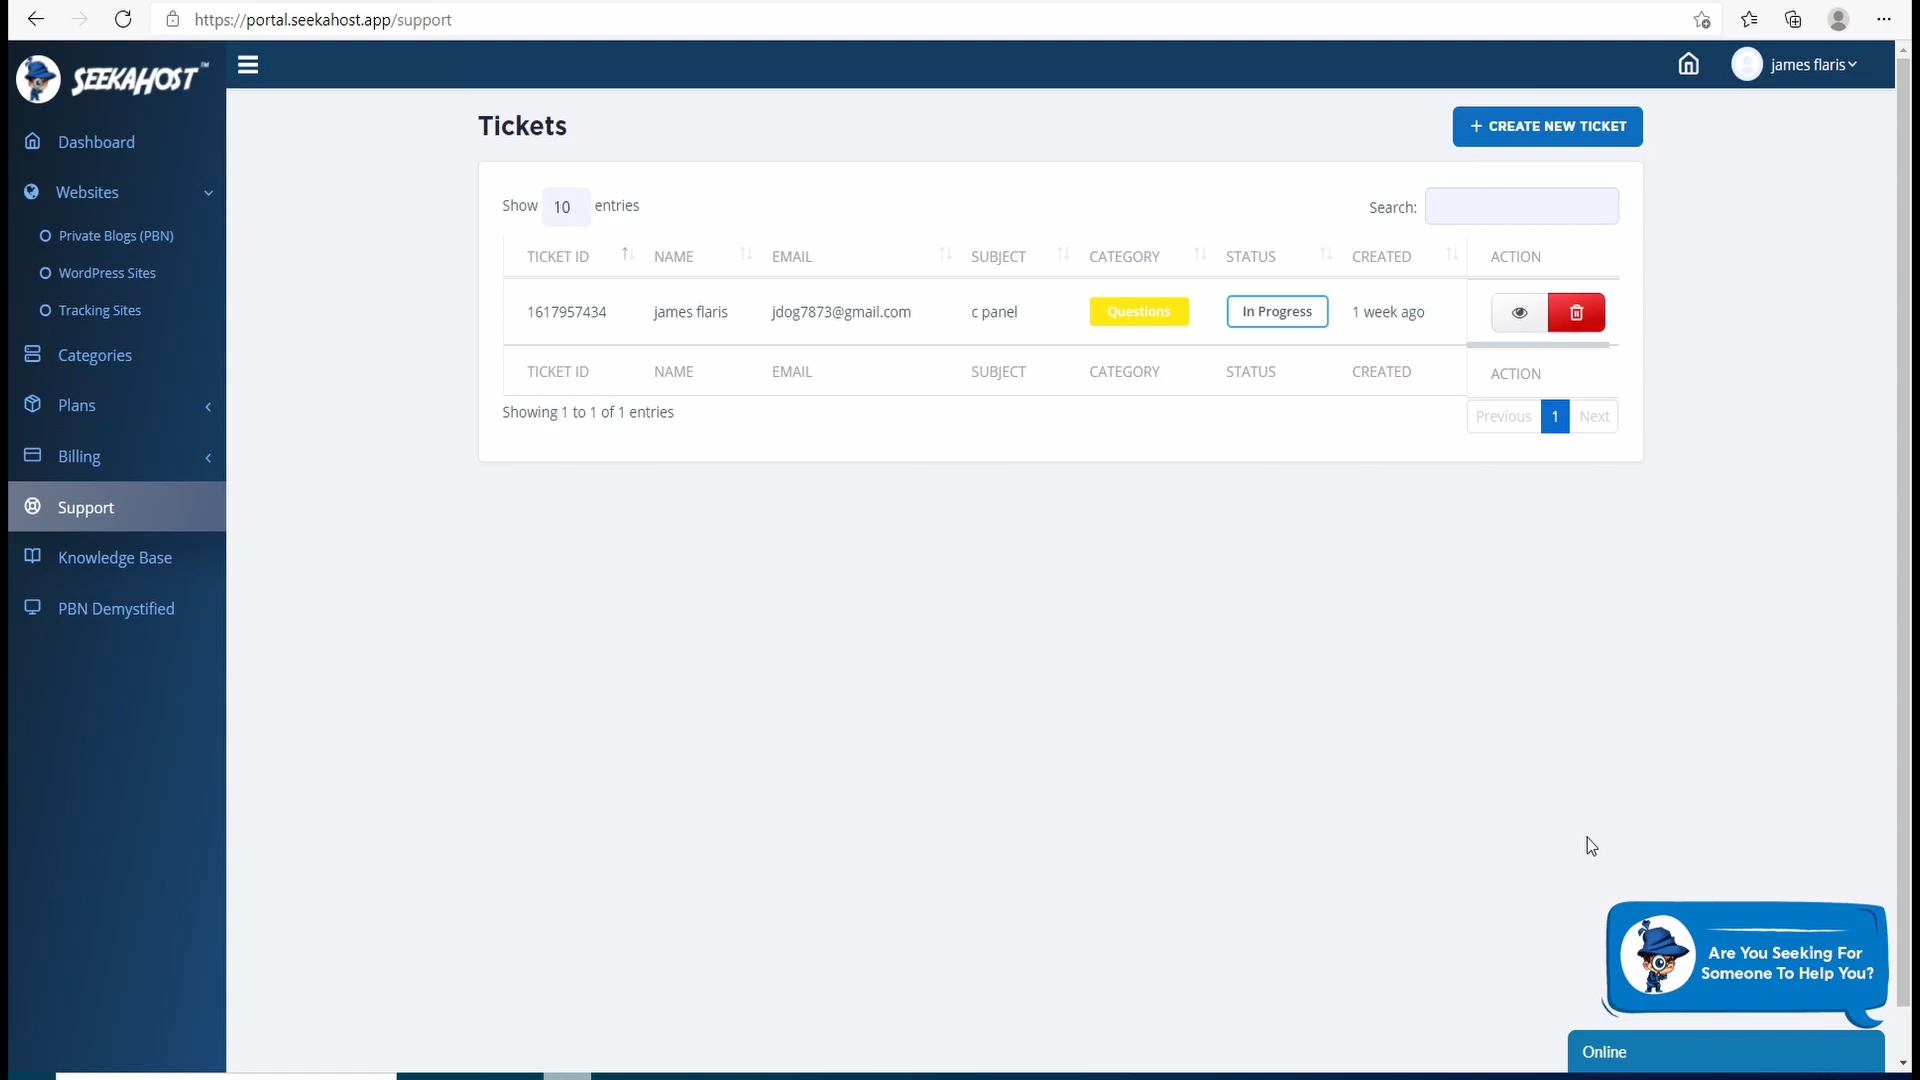 https://portal.seekahost.app/support
SEEKAHOST™
james flaris
Dashboard
Websites
Private Blogs (PBN)
WordPress Sites
Tracking Sites
Categories
Plans
Billing
Support
Knowledge Base
PBN Demystified
Tickets
+ CREATE NEW TICKET
Show 10 entries
Search:
TICKET ID NAME EMAIL SUBJECT CATEGORY STATUS CREATED ACTION
1617957434 james flaris jdog7873@gmail.com c panel Questions In Progress 1 week ago
TICKET ID NAME EMAIL SUBJECT CATEGORY STATUS CREATED ACTION
Showing 1 to 1 of 1 entries
Previous 1 Next
Are You Seeking For
Someone To Help You?
Online